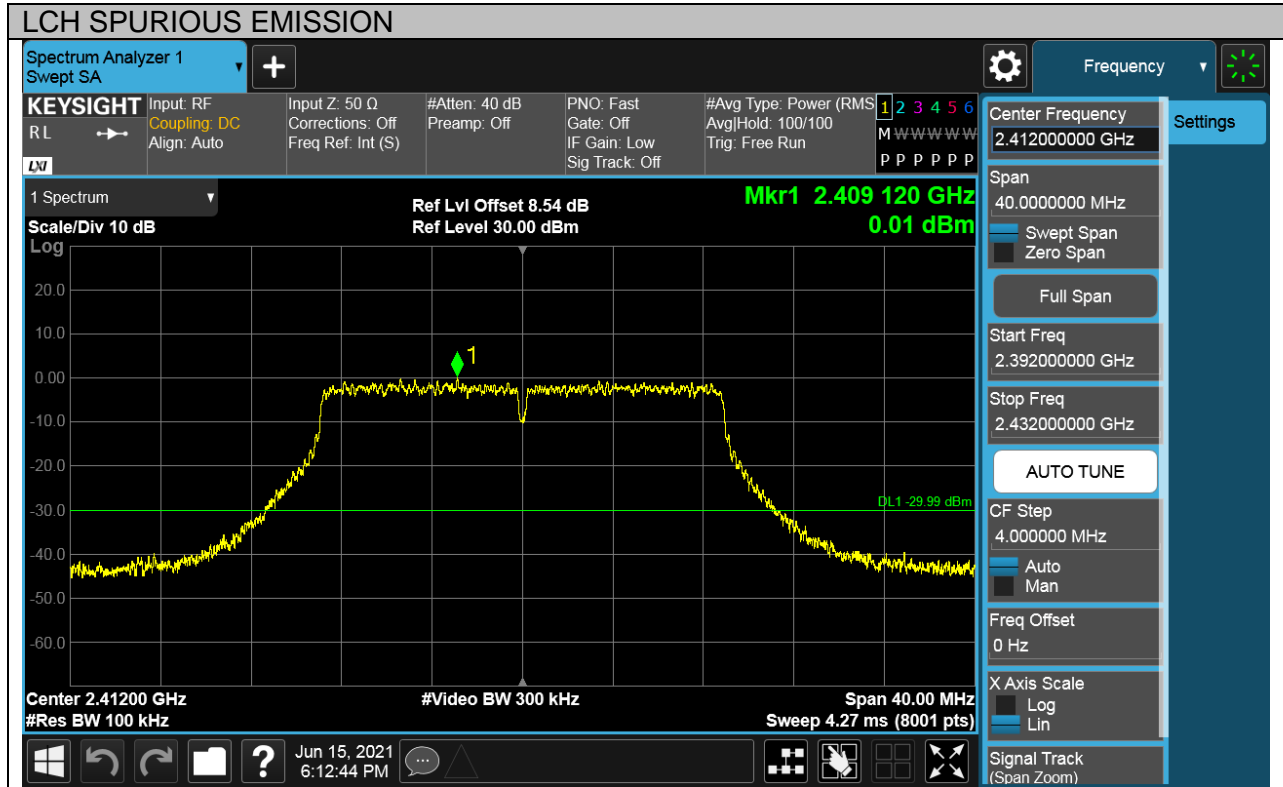 LCH SPURIOUS EMISSION
Spectrum Analyzer 1
Swept SA
Frequency
KEYSIGHT
RL
LXI
Input: RF
Coupling: DC
Align: Auto
Input Z: 50 Ω
Corrections: Off
Freq Ref: Int (S)
#Atten: 40 dB
Preamp: Off
PNO: Fast
Gate: Off
IF Gain: Low
Sig Track: Off
#Avg Type: Power (RMS
Avg|Hold: 100/100
Trig: Free Run
1 2 3 4 5 6
M W W W W W
P P P P P P
1 Spectrum
Scale/Div 10 dB
Ref Lvl Offset 8.54 dB
Ref Level 30.00 dBm
Mkr1 2.409 120 GHz
0.01 dBm
Log
20.0
10.0
0.00
-10.0
-20.0
-30.0
-40.0
-50.0
-60.0
1
DL1 -29.99 dBm
Center 2.41200 GHz
#Res BW 100 kHz
#Video BW 300 kHz
Span 40.00 MHz
Sweep 4.27 ms (8001 pts)
Center Frequency
2.412000000 GHz
Settings
Span
40.0000000 MHz
Swept Span
Zero Span
Full Span
Start Freq
2.392000000 GHz
Stop Freq
2.432000000 GHz
AUTO TUNE
CF Step
4.000000 MHz
Auto
Man
Freq Offset
0 Hz
X Axis Scale
Log
Lin
Signal Track
(Span Zoom)
?
Jun 15, 2021
6:12:44 PM